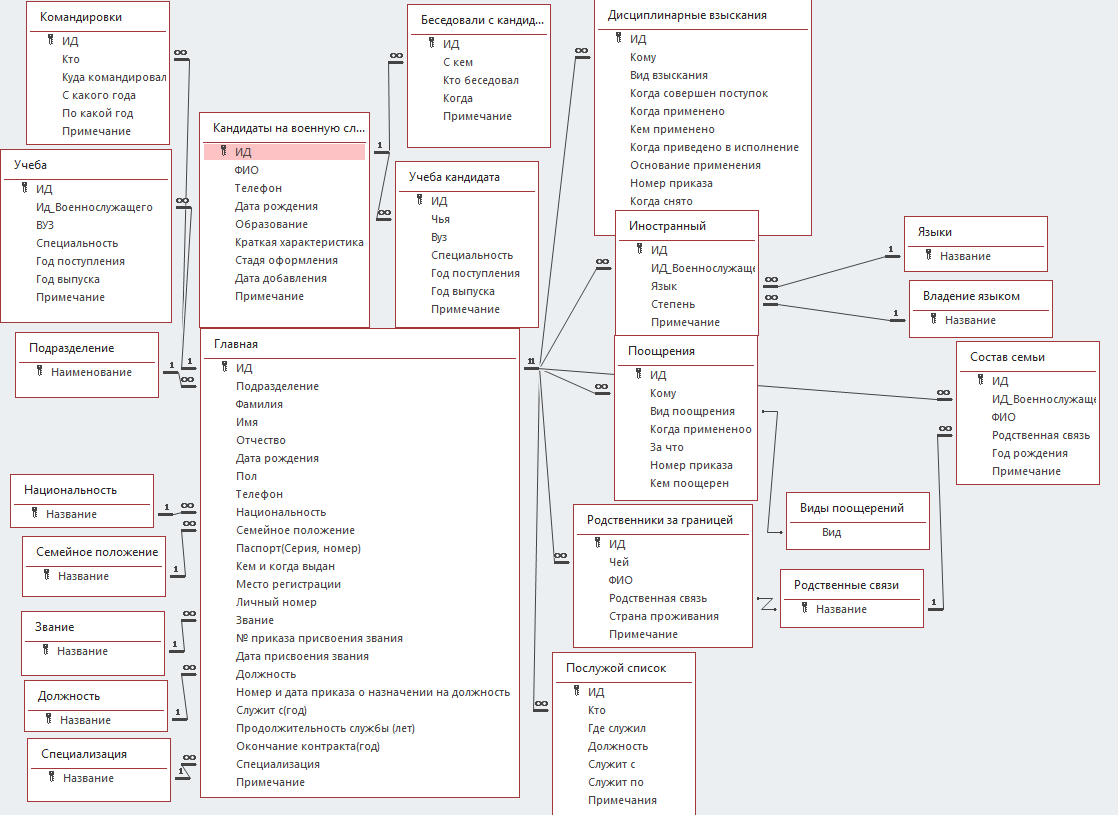 Командировки
ИД
Кто
Куда командировал
С какого года
По какой год
Примечание
Учеба
ИД
Ид_Военнослужащего
ВУЗ
Специальность
Год поступления
Год выпуска
Примечание
Подразделение
Наименование
Национальность
Название
Семейное положение
Название
Звание
Название
Должность
Название
Специализация
Название
Кандидаты на военную сл...
ИД
ФИО
Телефон
Дата рождения
Образование
Краткая характеристика
Стадя оформления
Дата добавления
Примечание
Главная
ИД
Подразделение
Фамилия
Имя
Отчество
Дата рождения
Пол
Телефон
Национальность
Семейное положение
Паспорт(Серия, номер)
Кем и когда выдан
Место регистрации
Личный номер
Звание
№ приказа присвоения звания
Дата присвоения звания
Должность
Номер и дата приказа о назначении на должность
Служит с(год)
Продолжительность службы (лет)
Окончание контракта(год)
Специализация
Примечание
Беседовали с кандид...
ИД
С кем
Кто беседовал
Когда
Примечание
Учеба кандидата
ИД
Чья
Вуз
Специальность
Год поступления
Год выпуска
Примечание
Дисциплинарные взыскания
ИД
Кому
Вид взыскания
Когда совершен поступок
Когда применено
Кем применено
Когда приведено в исполнение
Основание применения
Номер приказа
Когда снято
Иностранный
ИД
ИД_Военнослужаще
Язык
Степень
Примечание
Поощрения
ИД
Кому
Вид поощрения
Когда примененоо
За что
Номер приказа
Кем поощерен
Родственники за границей
ИД
Чей
ФИО
Родственная связь
Страна проживания
Примечание
Послужой список
ИД
Кто
Где служил
Должность
Служит с
Служит по
Примечания
Языки
Название
Владение языком
Название
Состав семьи
ИД
ИД_Военнослужаще
ФИО
Родственная связь
Год рождения
Примечание
Виды поощерений
Вид
Родственные связи
Название